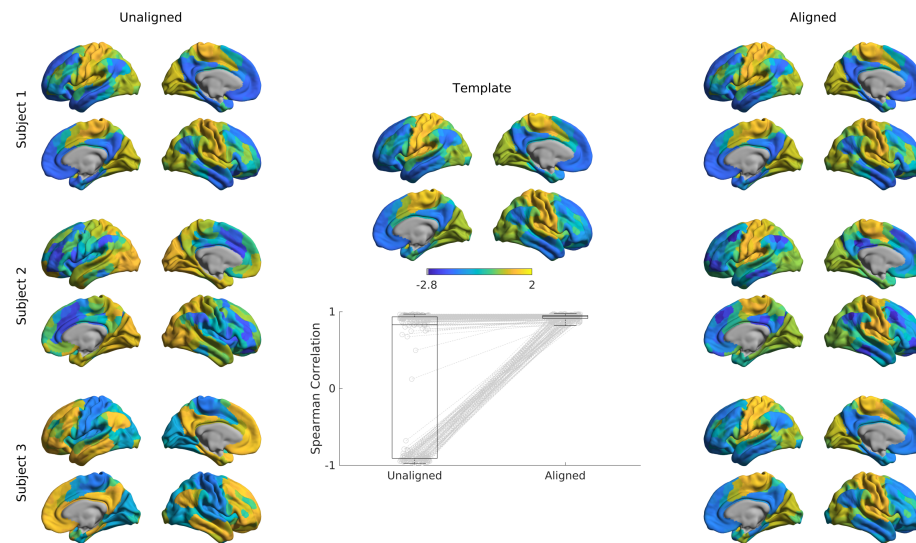 Unaligned
Aligned
Template
Subject 1
Subject 2
Subject 3
-2.8
2
Spearman Correlation
1
0
-1
Unaligned
Aligned